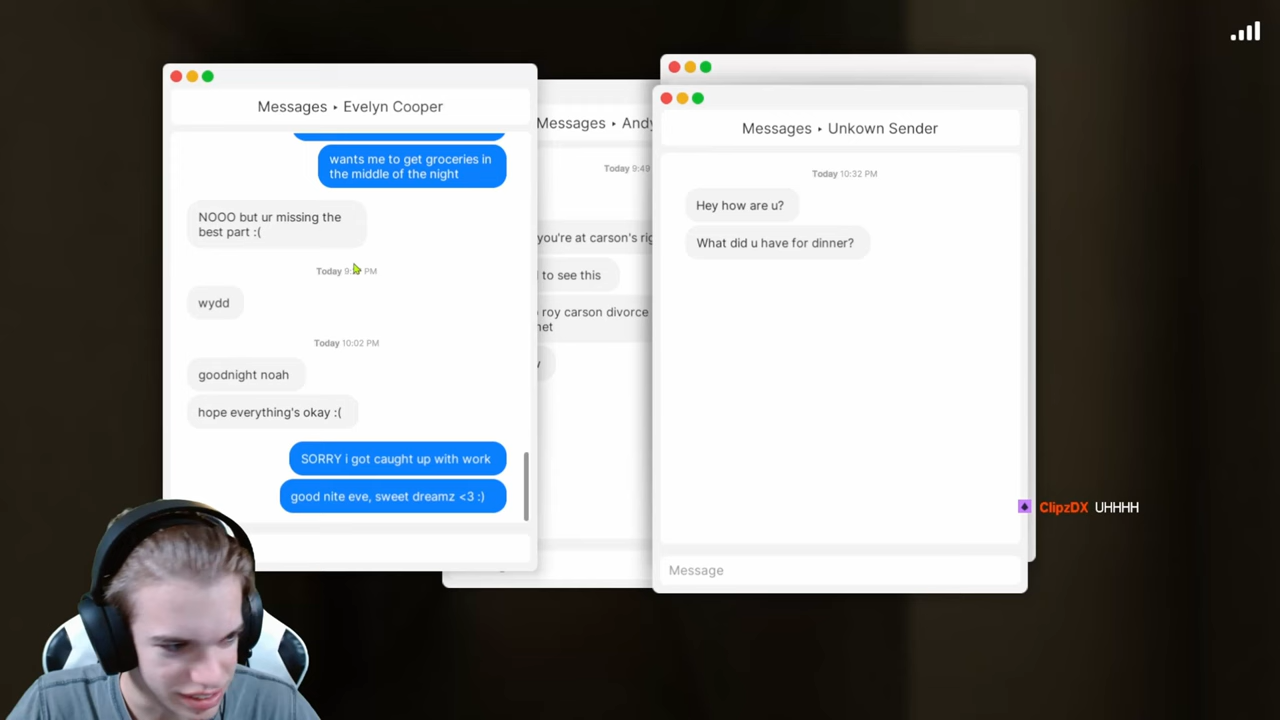 Messages ▸ Evelyn Cooper
wants me to get groceries in
the middle of the night
NOOO but ur missing the
best part :(
Today 9: PM
wydd
Today 10:02 PM
goodnight noah
hope everything's okay :(
SORRY i got caught up with work
good nite eve, sweet dreamz <3 :)
Messages ▸ Andy
Today 9:49
you're at carson's rig
to see this
roy carson divorce
net
Messages ▸ Unkown Sender
Today 10:32 PM
Hey how are u?
What did u have for dinner?
Message
ClipzDX UHHHH